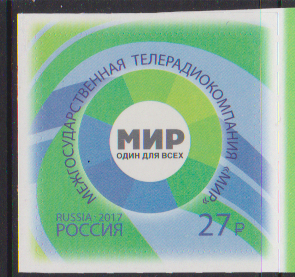 МЕЖГОСУДАРСТВЕННАЯ ТЕЛЕРАДИОКОМПАНИЯ «МИР»
МИР
ОДИН ДЛЯ ВСЕХ
RUSSIA·2017
РОССИЯ
27₽